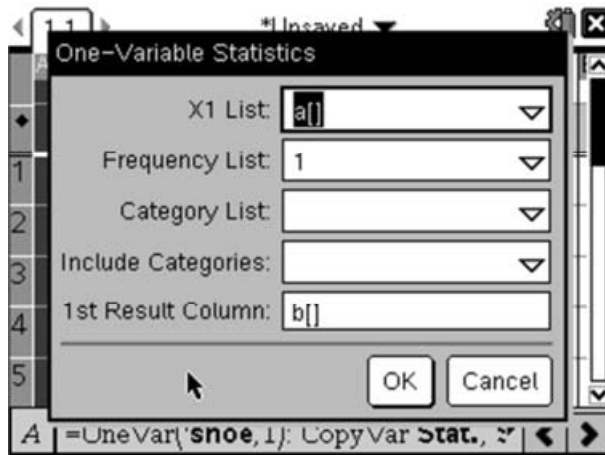 1.1 *Unsaved
One-Variable Statistics
X1 List: a[]
Frequency List: 1
Category List:
Include Categories:
1st Result Column: b[]
OK Cancel
1
2
3
4
5
A =OneVar('shoe,1): CopyVar Stat.,